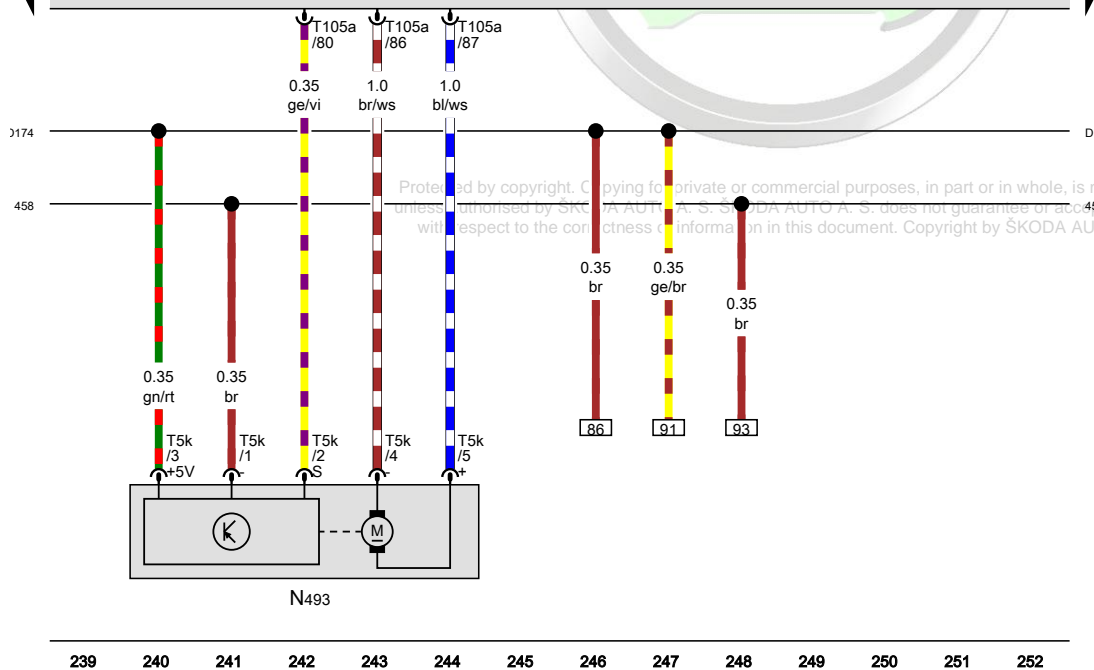 T105a T105a T105a
/80 /86 /87
0.35 1.0 1.0
ge/vi br/ws bl/ws
D
Protected by copyright. Copying for private or commercial purposes, in part or in whole, is
unless authorised by ŠKODA AUTO A. S. ŠKODA AUTO A. S. does not guarantee or
458
with respect to the correctness of information in this document. Copyright by ŠKODA AU
0.35 0.35
br ge/br
0.35
br
0.35 0.35
gn/rt br
86 91 93
T5k T5k T5k T5k T5k
/3 /1 /2 /4 /5
+5V - S - +
M
N493
239 240 241 242 243 244 245 246 247 248 249 250 251 252